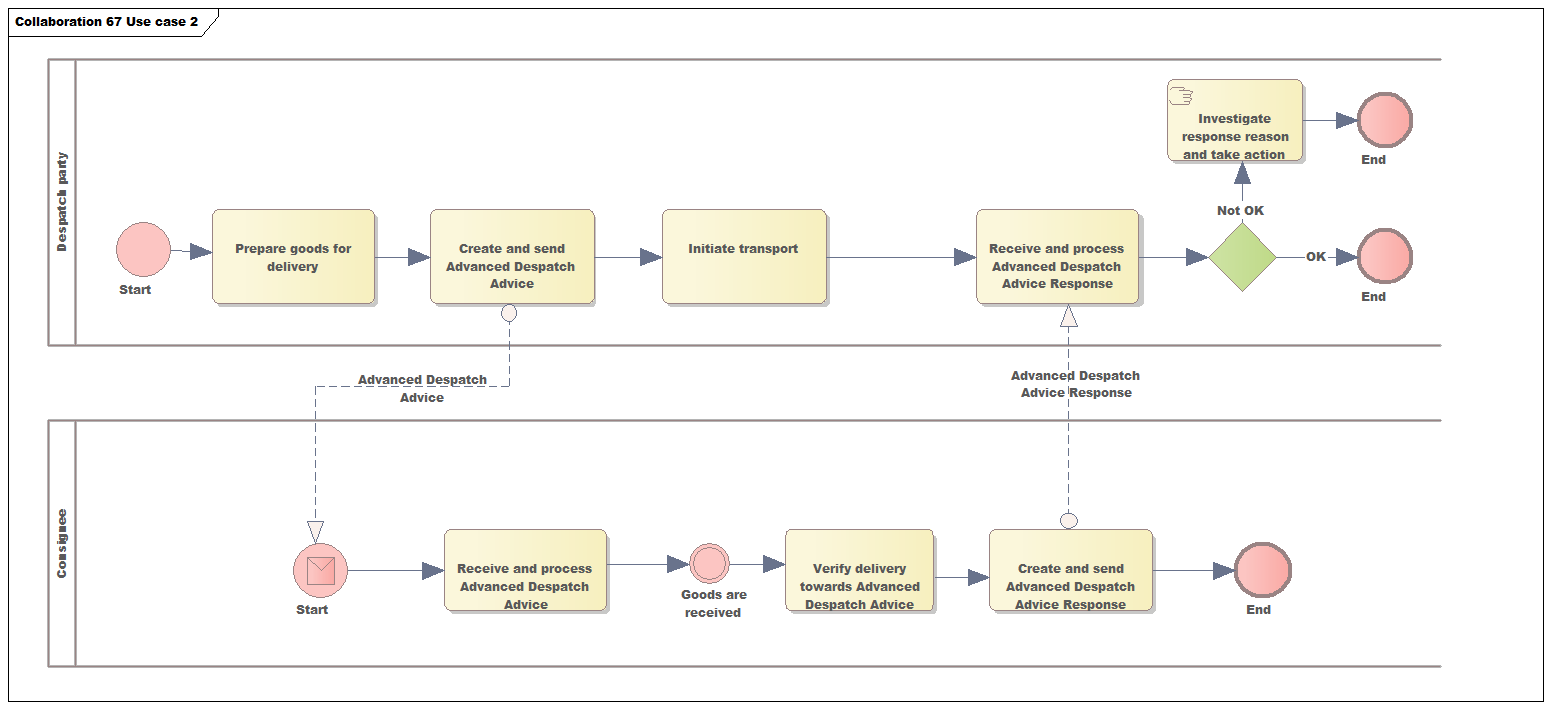 Collaboration 67 Use case 2
Despatch party
Start
Prepare goods for
delivery
Create and send
Advanced Despatch
Advice
Initiate transport
Receive and process
Advanced Despatch
Advice Response
Investigate
response reason
and take action
End
Not OK
OK
End
Advanced Despatch
Advice
Advanced Despatch
Advice Response
Consignee
Start
Receive and process
Advanced Despatch
Advice
Goods are
received
Verify delivery
towards Advanced
Despatch Advice
Create and send
Advanced Despatch
Advice Response
End